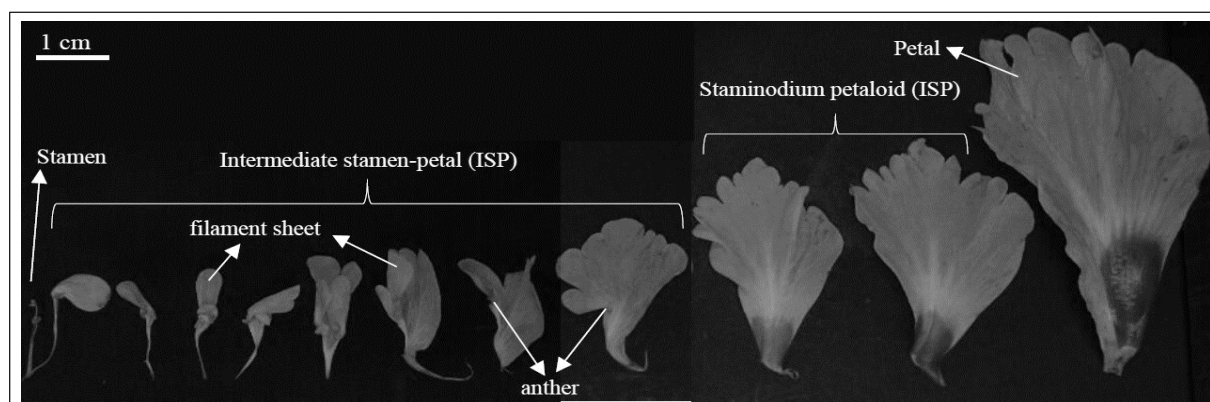 1 cm
Petal
Staminodium petaloid (ISP)
Stamen
Intermediate stamen-petal (ISP)
filament sheet
anther